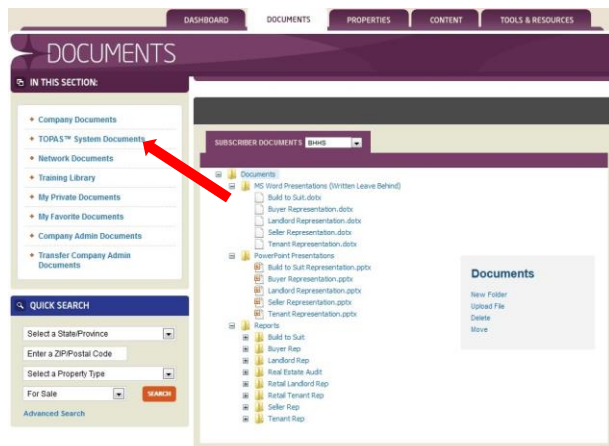 DASHBOARD DOCUMENTS PROPERTIES CONTENT TOOLS & RESOURCES
DOCUMENTS
IN THIS SECTION:
Company Documents
TOPAS™ System Documents
Network Documents
Training Library
My Private Documents
My Favorite Documents
Company Admin Documents
Transfer Company Admin
Documents
QUICK SEARCH
Select a State/Province
Enter a ZIP/Postal Code
Select a Property Type
For Sale SEARCH
Advanced Search
SUBSCRIBER DOCUMENTS BHHS
Documents
MS Word Presentations (Written Leave Behind)
Build to Suit.dotx
Buyer Representation.dotx
Landlord Representation.dotx
Seller Representation.dotx
Tenant Representation.dotx
PowerPoint Presentations
Build to Suit Representation.pptx
Buyer Representation.pptx
Landlord Representation.pptx
Seller Representation.pptx
Tenant Representation.pptx
Reports
Build to Suit
Buyer Rep
Landlord Rep
Real Estate Audit
Retail Landlord Rep
Retail Tenant Rep
Seller Rep
Tenant Rep
Documents
New Folder
Upload File
Delete
Move